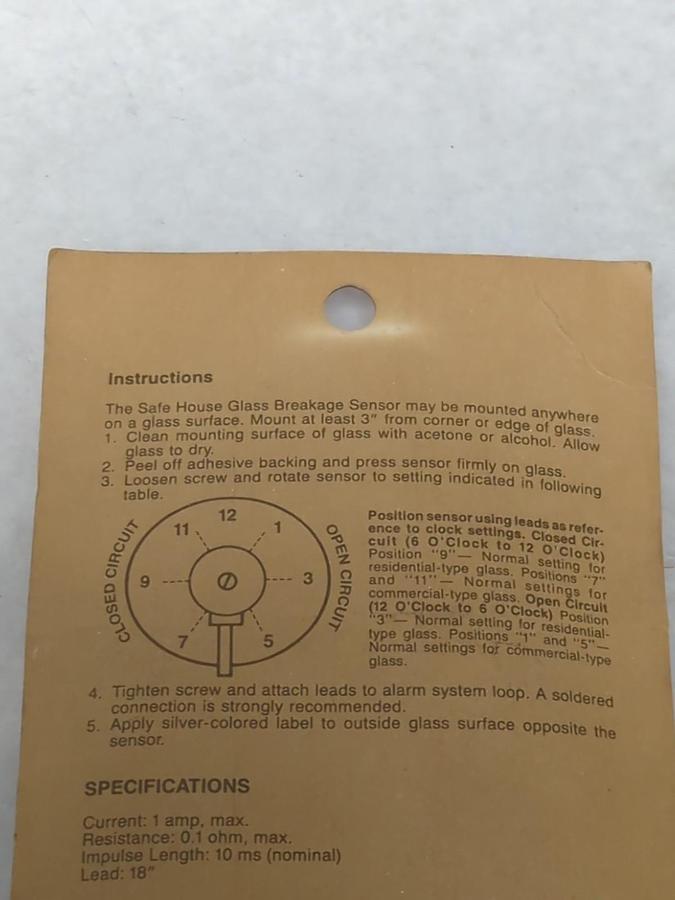 Instructions
The Safe House Glass Breakage Sensor may be mounted anywhere
on a glass surface. Mount at least 3" from corner or edge of glass.
1. Clean mounting surface of glass with acetone or alcohol. Allow
glass to dry.
2. Peel off adhesive backing and press sensor firmly on glass.
3. Loosen screw and rotate sensor to setting indicated in following
table.
CLOSED CIRCUIT
OPEN CIRCUIT
12
11
1
9
3
7
5
Position sensor using leads as refer-
ence to clock settings. Closed Cir-
cuit (6 O'Clock to 12 O'Clock)
Position "9"— Normal setting for
residential-type glass. Positions "7"
and "11"— Normal settings for
commercial-type glass. Open Circuit
(12 O'Clock to 6 O'Clock) Position
"3"— Normal setting for residential-
type glass. Positions "1" and "5"—
Normal settings for commercial-type
glass.
4. Tighten screw and attach leads to alarm system loop. A soldered
connection is strongly recommended.
5. Apply silver-colored label to outside glass surface opposite the
sensor.
SPECIFICATIONS
Current: 1 amp, max.
Resistance: 0.1 ohm, max.
Impulse Length: 10 ms (nominal)
Lead: 18"